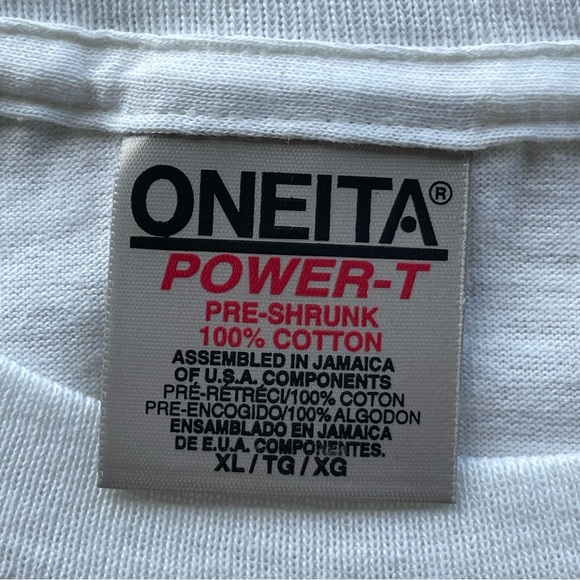 ONEITA®
POWER-T
PRE-SHRUNK
100% COTTON
ASSEMBLED IN JAMAICA
OF U.S.A. COMPONENTS
PRÉ-RÉTRÉCI/100% COTON
PRE-ENCOGIDO/100% ALGODON
ENSAMBLADO EN JAMAICA
DE E.U.A. COMPONENTES.
XL / TG / XG